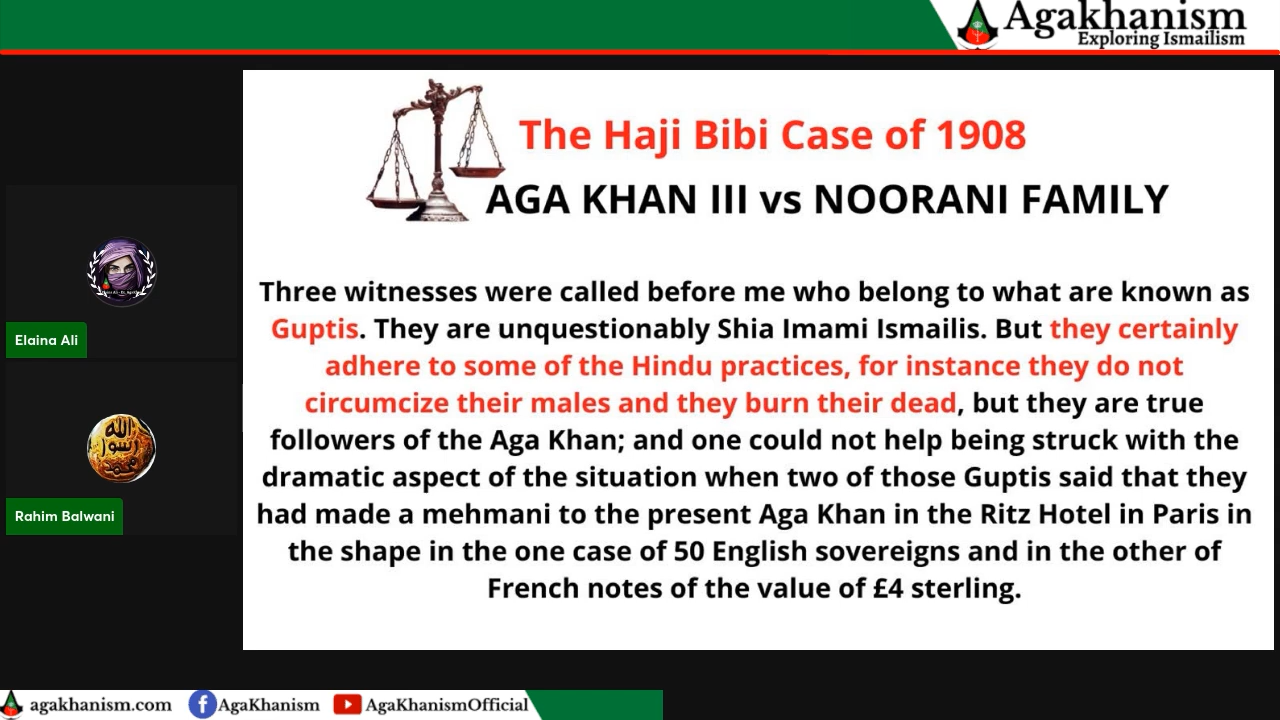 Agakhanism
Exploring Ismailism
The Haji Bibi Case of 1908
AGA KHAN III vs NOORANI FAMILY
Three witnesses were called before me who belong to what are known as
Guptis. They are unquestionably Shia Imami Ismailis. But they certainly
adhere to some of the Hindu practices, for instance they do not
circumcize their males and they burn their dead, but they are true
followers of the Aga Khan; and one could not help being struck with the
dramatic aspect of the situation when two of those Guptis said that they
had made a mehmani to the present Aga Khan in the Ritz Hotel in Paris in
the shape in the one case of 50 English sovereigns and in the other of
French notes of the value of £4 sterling.
Elaina Ali
الله
رسول
محمد
Rahim Balwani
agakhanism.com
AgaKhanism
AgaKhanismOfficial